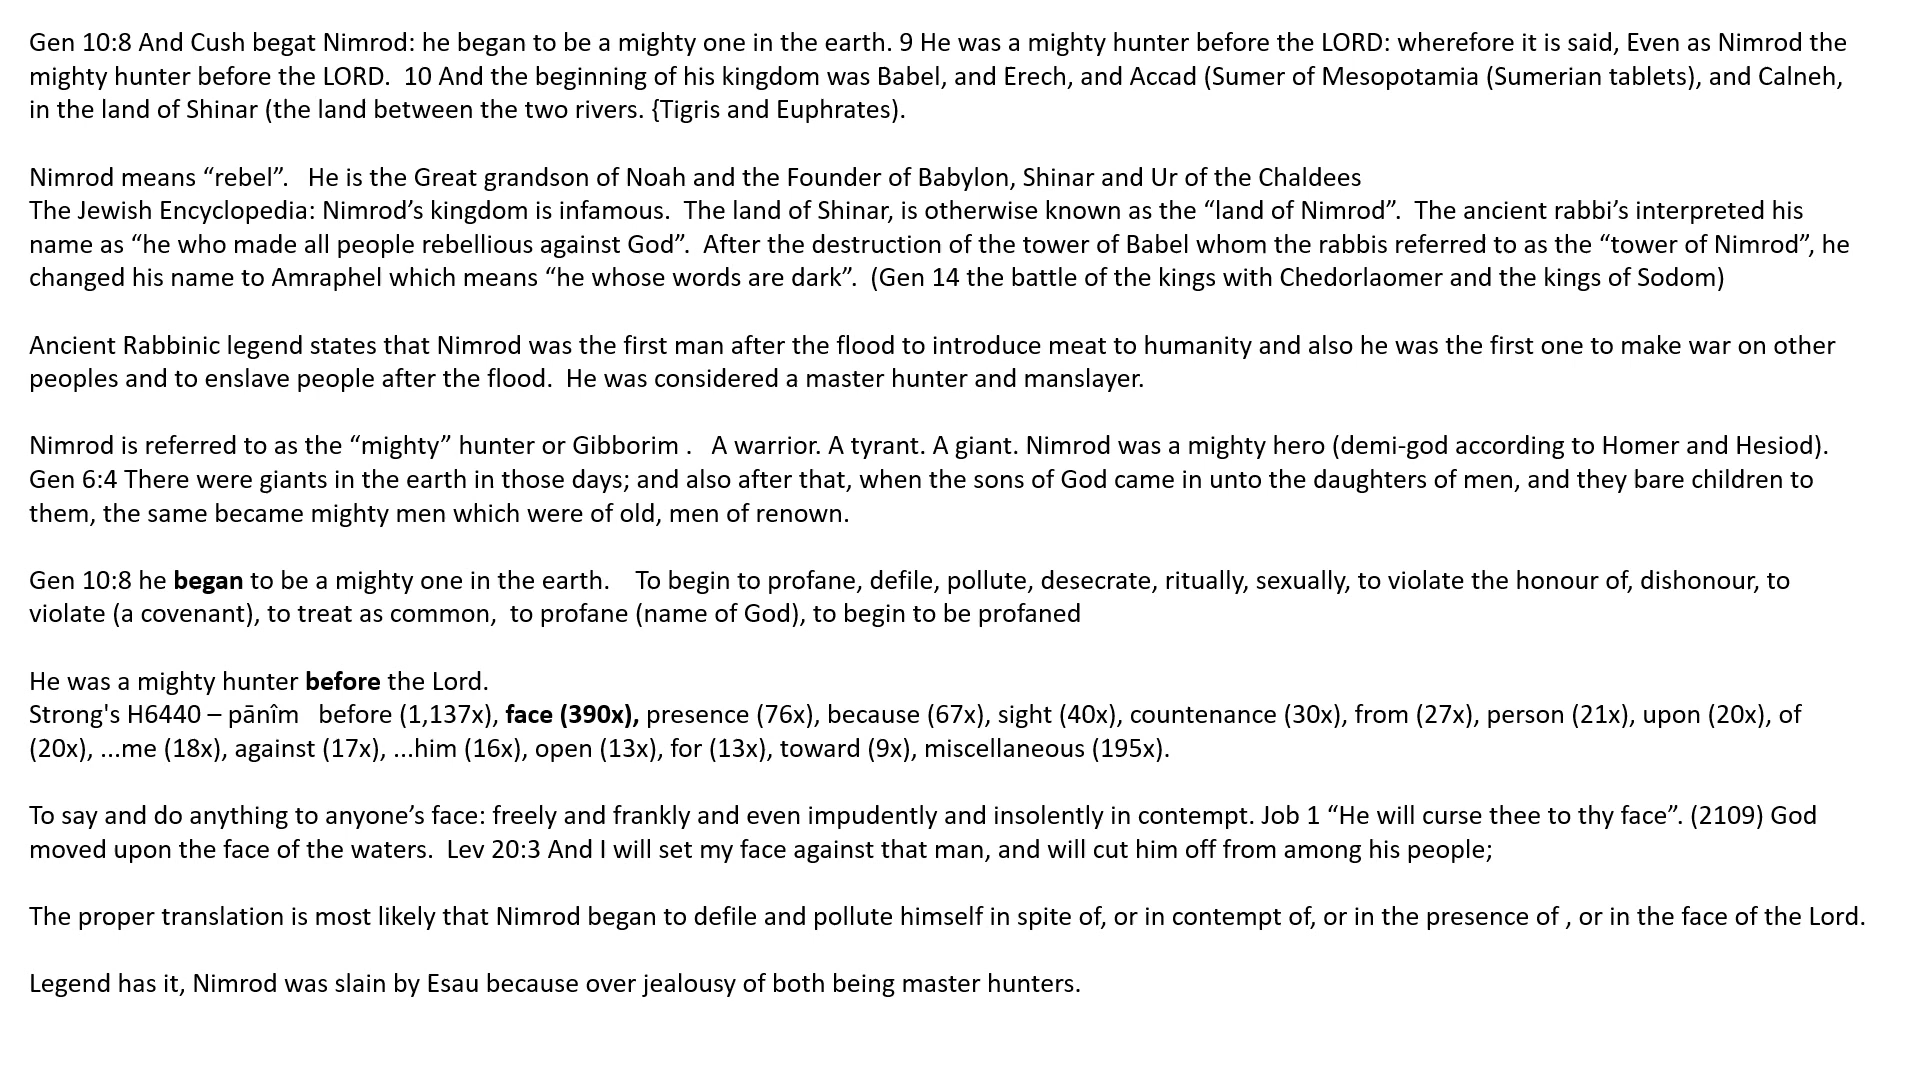 Gen 10:8 And Cush begat Nimrod: he began to be a mighty one in the earth. 9 He was a mighty hunter before the LORD: wherefore it is said, Even as Nimrod the
mighty hunter before the LORD.  10 And the beginning of his kingdom was Babel, and Erech, and Accad (Sumer of Mesopotamia (Sumerian tablets), and Calneh,
in the land of Shinar (the land between the two rivers. {Tigris and Euphrates).
Nimrod means “rebel”.   He is the Great grandson of Noah and the Founder of Babylon, Shinar and Ur of the Chaldees
The Jewish Encyclopedia: Nimrod’s kingdom is infamous.  The land of Shinar, is otherwise known as the “land of Nimrod”.  The ancient rabbi’s interpreted his
name as “he who made all people rebellious against God”.  After the destruction of the tower of Babel whom the rabbis referred to as the “tower of Nimrod”, he
changed his name to Amraphel which means “he whose words are dark”.  (Gen 14 the battle of the kings with Chedorlaomer and the kings of Sodom)
Ancient Rabbinic legend states that Nimrod was the first man after the flood to introduce meat to humanity and also he was the first one to make war on other
peoples and to enslave people after the flood.  He was considered a master hunter and manslayer.
Nimrod is referred to as the “mighty” hunter or Gibborim .   A warrior. A tyrant. A giant. Nimrod was a mighty hero (demi-god according to Homer and Hesiod).
Gen 6:4 There were giants in the earth in those days; and also after that, when the sons of God came in unto the daughters of men, and they bare children to
them, the same became mighty men which were of old, men of renown.
Gen 10:8 he began to be a mighty one in the earth.    To begin to profane, defile, pollute, desecrate, ritually, sexually, to violate the honour of, dishonour, to
violate (a covenant), to treat as common,  to profane (name of God), to begin to be profaned
He was a mighty hunter before the Lord.
Strong's H6440 – pānîm   before (1,137x), face (390x), presence (76x), because (67x), sight (40x), countenance (30x), from (27x), person (21x), upon (20x), of
(20x), ...me (18x), against (17x), ...him (16x), open (13x), for (13x), toward (9x), miscellaneous (195x).
To say and do anything to anyone’s face: freely and frankly and even impudently and insolently in contempt. Job 1 “He will curse thee to thy face”. (2109) God
moved upon the face of the waters.  Lev 20:3 And I will set my face against that man, and will cut him off from among his people;
The proper translation is most likely that Nimrod began to defile and pollute himself in spite of, or in contempt of, or in the presence of , or in the face of the Lord.
Legend has it, Nimrod was slain by Esau because over jealousy of both being master hunters.